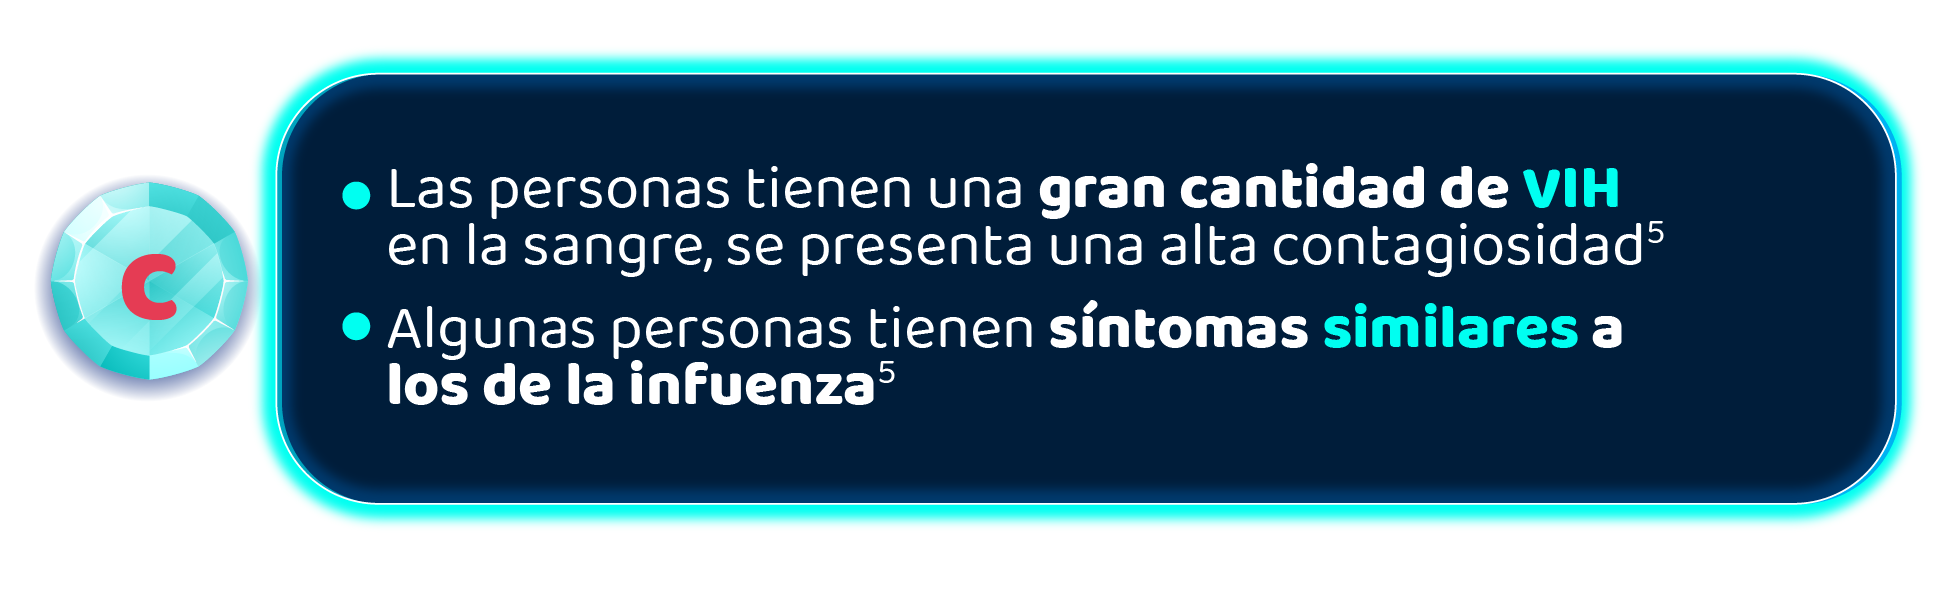 C
● Las personas tienen una gran cantidad de VIH
en la sangre, se presenta una alta contagiosidad⁵
● Algunas personas tienen síntomas similares a
los de la infuenza⁵